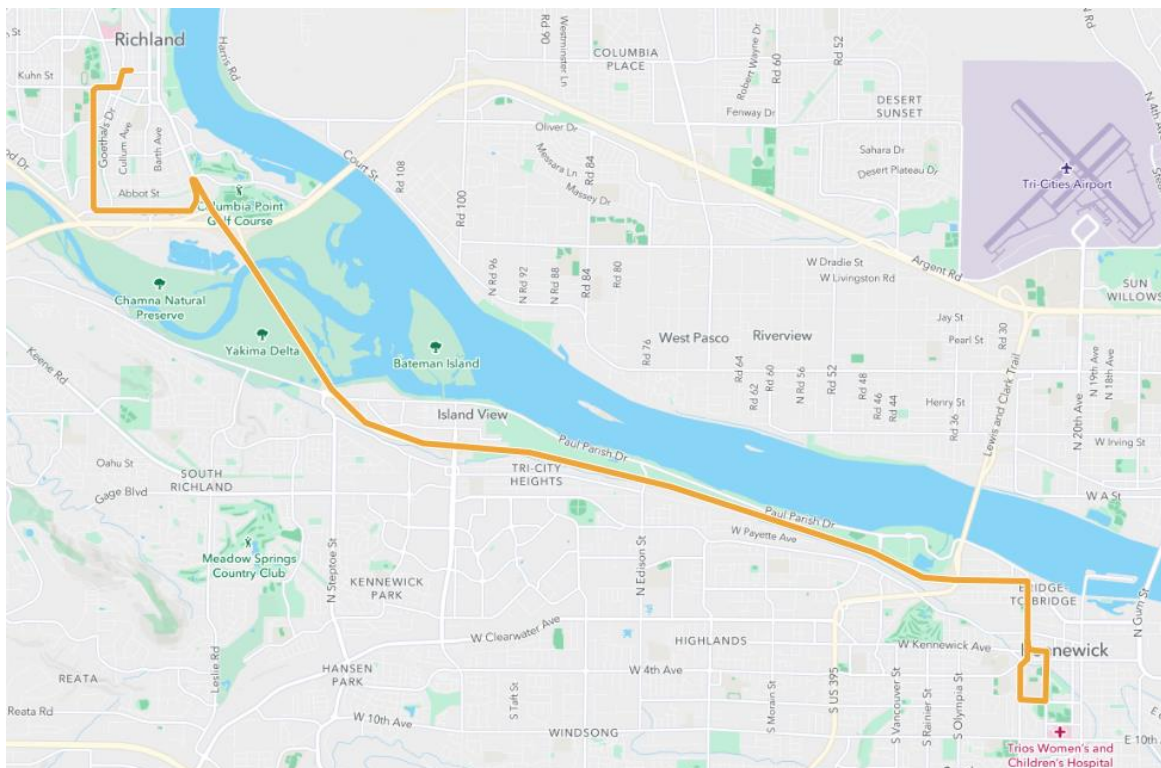 Richland
Kuhn St
Goethals Dr
Cullum Ave
Barth Ave
Abbot St
Harris Rd
Columbia Point
Golf Course
Court St
Rd 108
Rd 100
Rd 90
Westminster Ln
COLUMBIA
PLACE
Robert Wayne Dr
Rd 60
Rd 52
Fenway Dr
DESERT
SUNSET
Oliver Dr
Messara Ln
Rd 84
Massey Dr
Sahara Dr
Desert Plateau Dr
Tri-Cities Airport
N 4th Ave
N Rd 96
N Rd 92
N Rd 88
Rd 84
Rd 80
W Dradie St
W Livingston Rd
Argent Rd
SUN
WILLOWS
Chamna Natural
Preserve
Yakima Delta
Bateman Island
Keene Rd
Rd 76
West Pasco
Riverview
Jay St
Pearl St
Rd 30
Rd 64
Rd 62
Rd 60
N Rd 56
Rd 52
Rd 48
Rd 46
Rd 44
Henry St
Rd 36
Lewis and Clark Trail
N 20th Ave
N 19th Ave
N 18th Ave
W Irving St
Island View
Paul Parish Dr
Oahu St
SOUTH
RICHLAND
Gage Blvd
TRI-CITY
HEIGHTS
W A St
Paul Parish Dr
W Payette Ave
Meadow Springs
Country Club
N Steptoe St
KENNEWICK
PARK
N Edison St
BRIDGE-
TO-BRIDGE
N Gum St
W Clearwater Ave
HIGHLANDS
W Kennewick Ave
Kennewick
Leslie Rd
HANSEN
PARK
W 4th Ave
REATA
Reata Rd
S Taft St
W 10th Ave
WINDSONG
S Morain St
S US 395
S Vancouver St
S Rainier St
S Olympia St
E 10th A
Trios Women's and
Children's Hospital